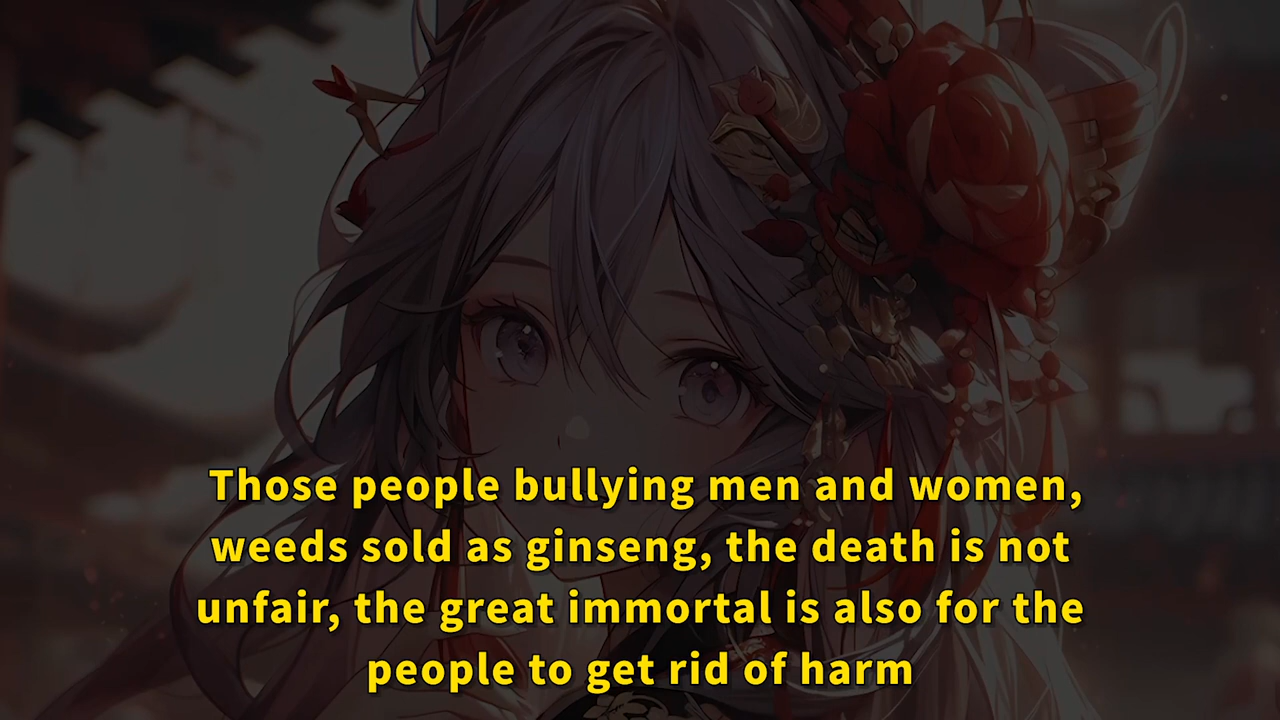 Those people bullying men and women,
weeds sold as ginseng, the death is not
unfair, the great immortal is also for the
people to get rid of harm